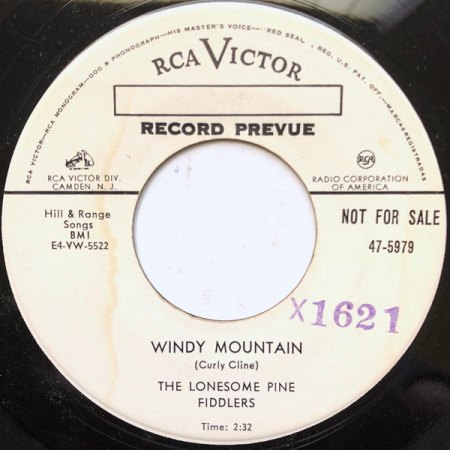 RCA VICTOR—RCA MONOGRAM—DOG & PHONOGRAPH—HIS MASTER'S VOICE—RED SEAL • REG. U.S. PAT. OFF.—MARCAS REGISTRADAS
RCA VICTOR
RECORD PREVUE
RCA VICTOR DIV.
CAMDEN, N. J.
RCA
RADIO CORPORATION
OF AMERICA
Hill & Range
Songs
BMI
E4-VW-5522
NOT FOR SALE
47-5979
X1621
WINDY MOUNTAIN
(Curly Cline)
THE LONESOME PINE
FIDDLERS
Time: 2:32